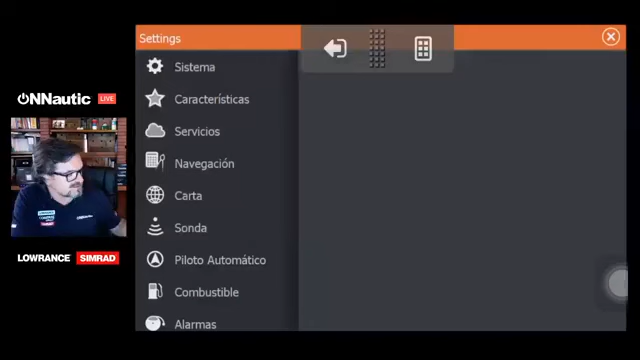 Settings
Sistema
Características
Servicios
Navegación
Carta
Sonda
Piloto Automático
Combustible
Alarmas
ONNautic LIVE
LOWRANCE SIMRAD